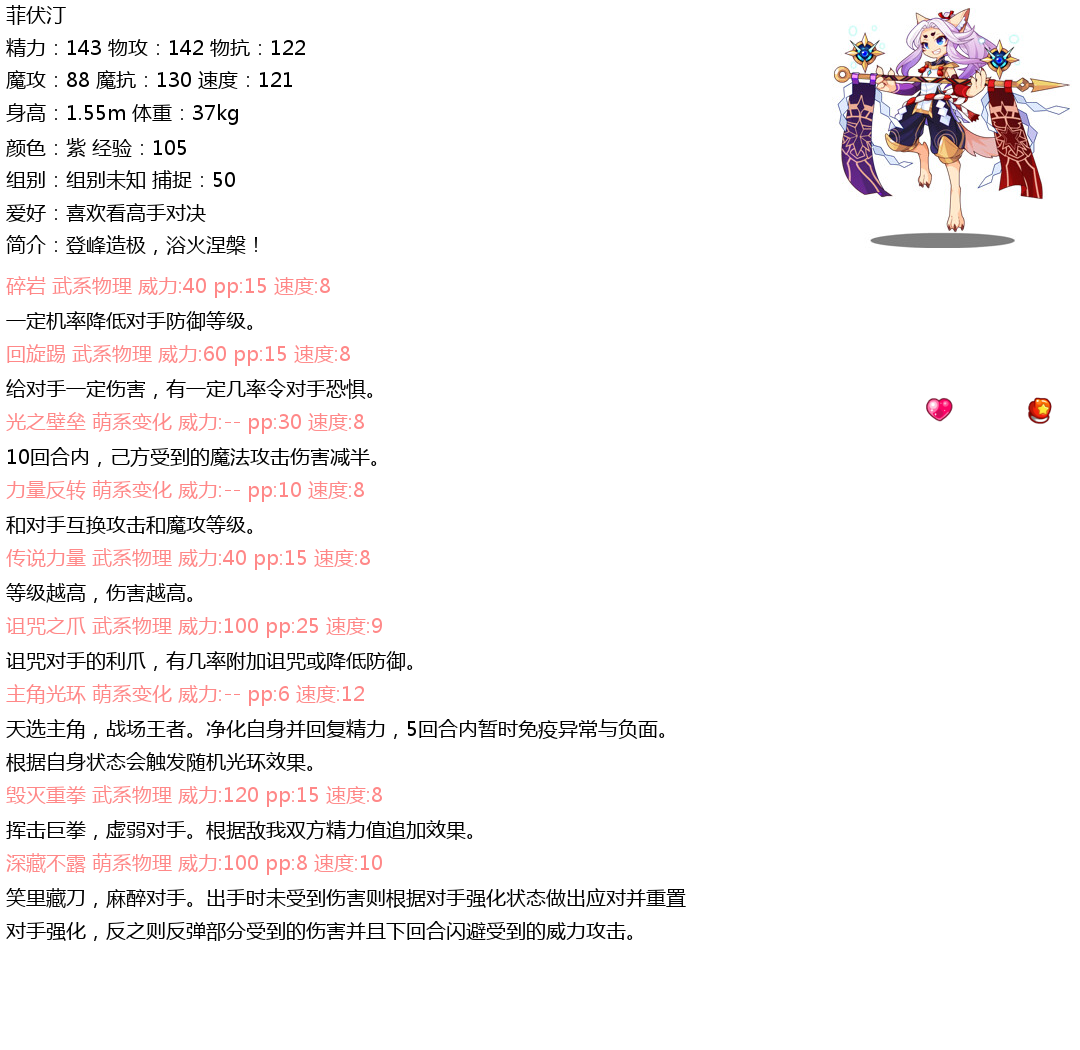 菲伏汀
精力：143 物攻：142 物抗：122
魔攻：88 魔抗：130 速度：121
身高：1.55m 体重：37kg
颜色：紫 经验：105
组别：组别未知 捕捉：50
爱好：喜欢看高手对决
简介：登峰造极，浴火涅槃！
碎岩 武系物理 威力:40 pp:15 速度:8
一定机率降低对手防御等级。
回旋踢 武系物理 威力:60 pp:15 速度:8
给对手一定伤害，有一定几率令对手恐惧。
光之壁垒 萌系变化 威力:-- pp:30 速度:8
10回合内，己方受到的魔法攻击伤害减半。
力量反转 萌系变化 威力:-- pp:10 速度:8
和对手互换攻击和魔攻等级。
传说力量 武系物理 威力:40 pp:15 速度:8
等级越高，伤害越高。
诅咒之爪 武系物理 威力:100 pp:25 速度:9
诅咒对手的利爪，有几率附加诅咒或降低防御。
主角光环 萌系变化 威力:-- pp:6 速度:12
天选主角，战场王者。净化自身并回复精力，5回合内暂时免疫异常与负面。
根据自身状态会触发随机光环效果。
毁灭重拳 武系物理 威力:120 pp:15 速度:8
挥击巨拳，虚弱对手。根据敌我双方精力值追加效果。
深藏不露 萌系物理 威力:100 pp:8 速度:10
笑里藏刀，麻醉对手。出手时未受到伤害则根据对手强化状态做出应对并重置
对手强化，反之则反弹部分受到的伤害并且下回合闪避受到的威力攻击。